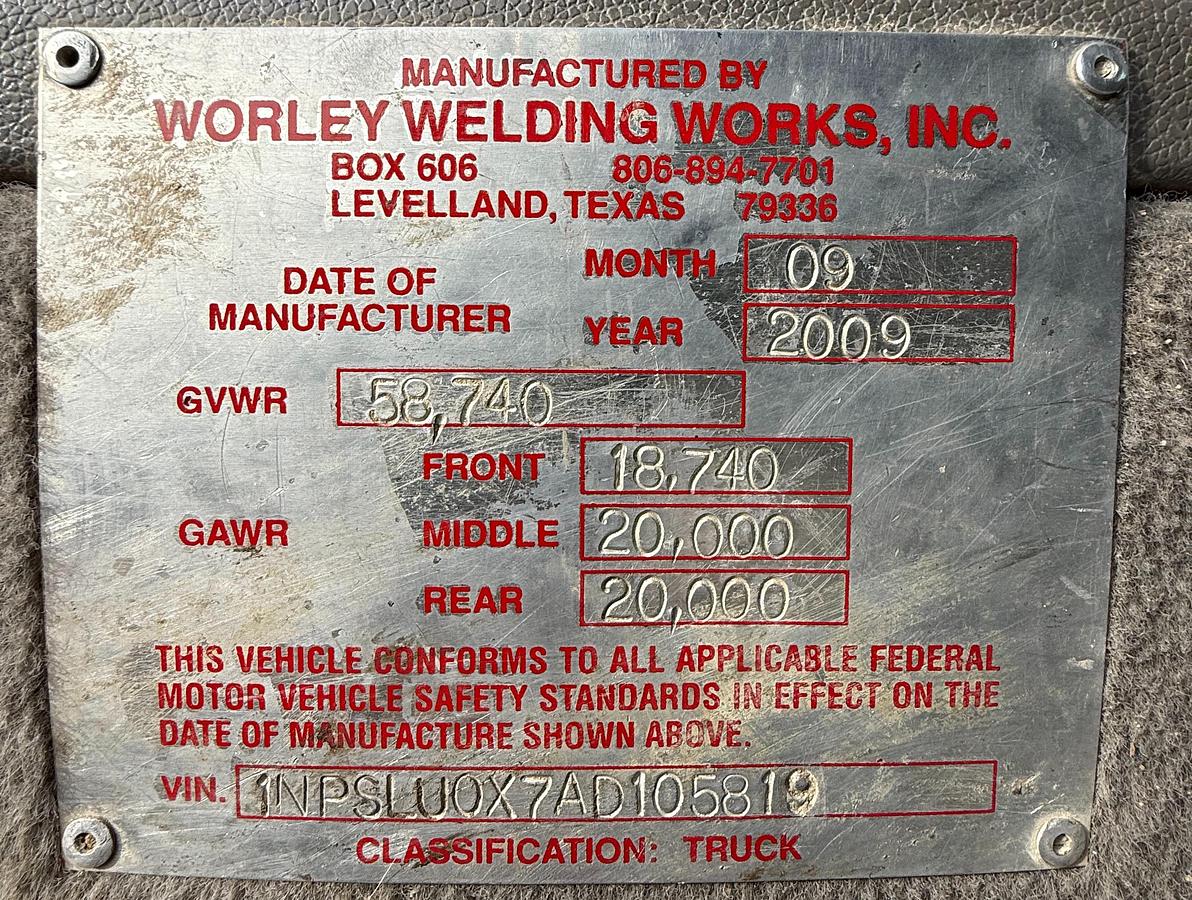 MANUFACTURED BY
WORLEY WELDING WORKS, INC.
BOX 606 806-894-7701
LEVELLAND, TEXAS 79336
DATE OF MANUFACTURER
MONTH 09
YEAR 2009
GVWR 58,740
GAWR
FRONT 18,740
MIDDLE 20,000
REAR 20,000
THIS VEHICLE CONFORMS TO ALL APPLICABLE FEDERAL
MOTOR VEHICLE SAFETY STANDARDS IN EFFECT ON THE
DATE OF MANUFACTURE SHOWN ABOVE.
VIN. 1NPSLU0X7AD105819
CLASSIFICATION: TRUCK